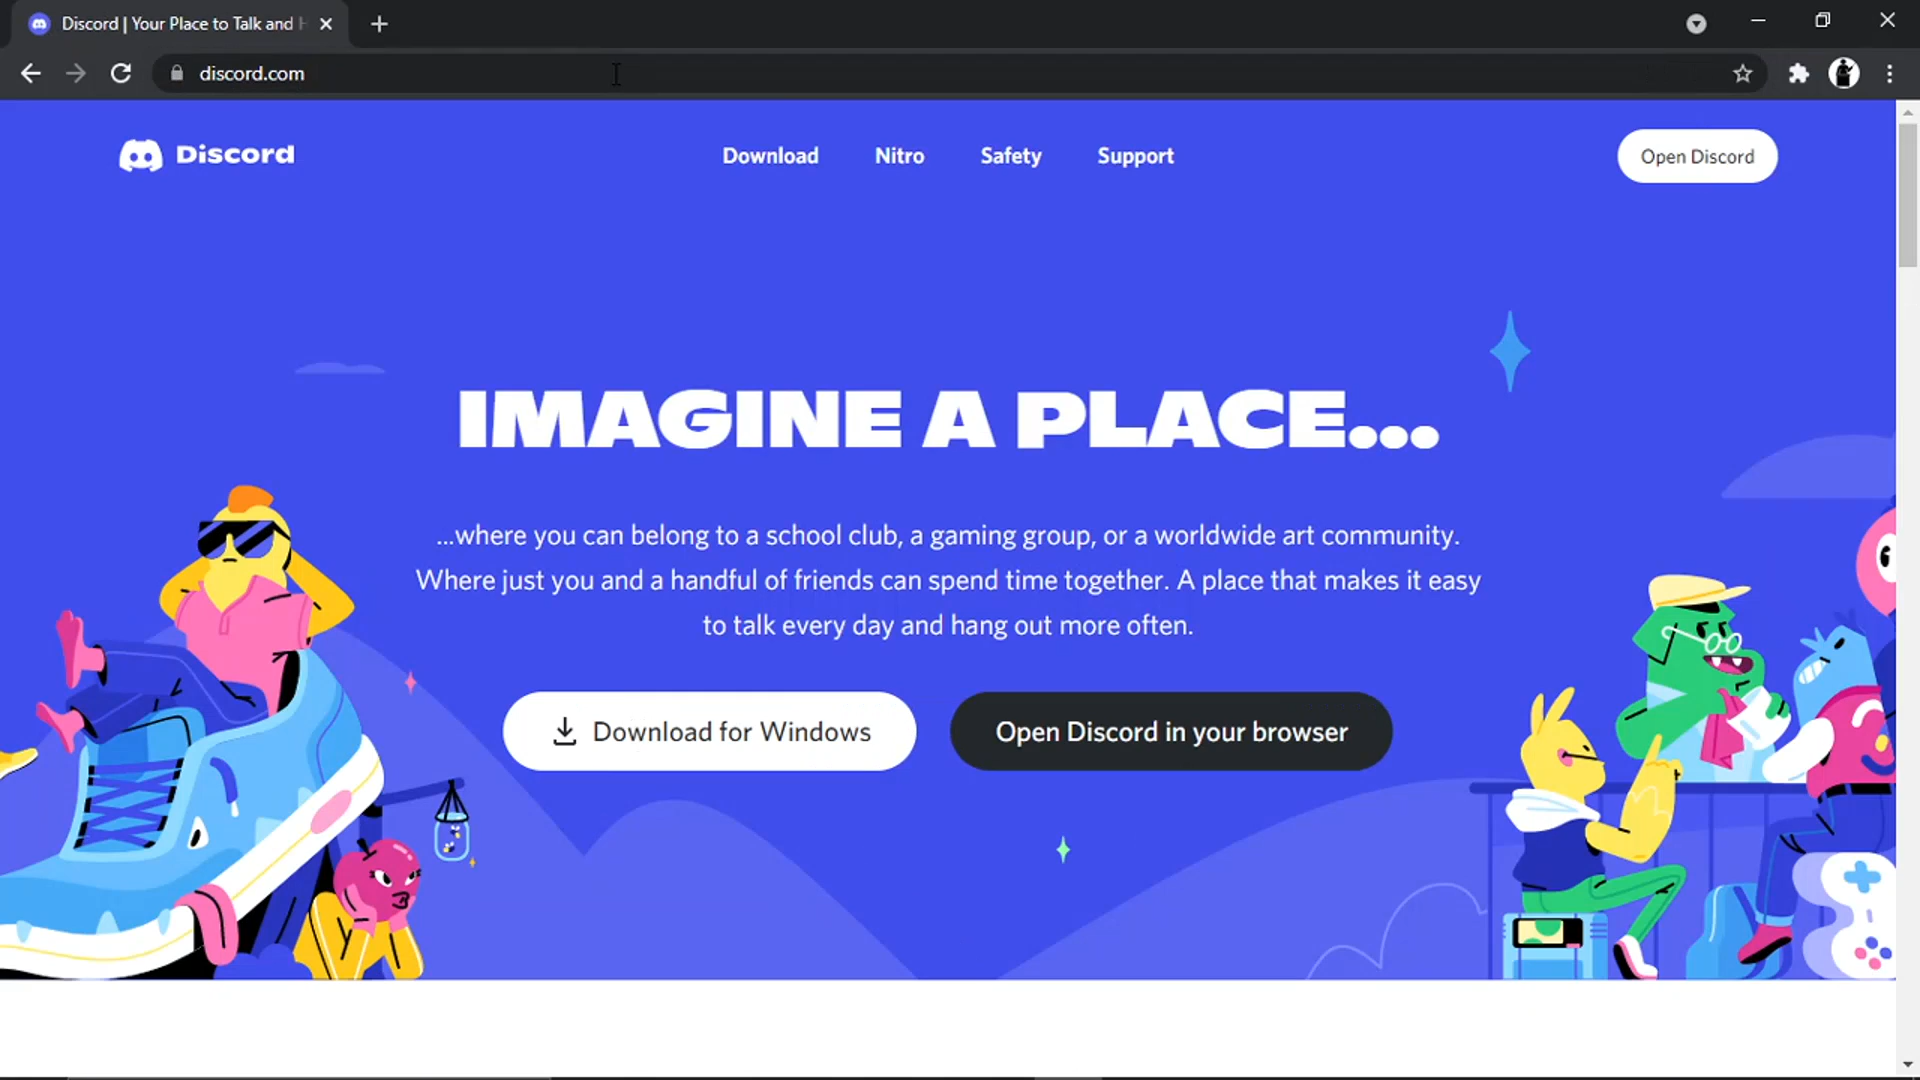 Discord | Your Place to Talk and H
discord.com
Discord
Download
Nitro
Safety
Support
Open Discord
IMAGINE A PLACE...
...where you can belong to a school club, a gaming group, or a worldwide art community.
Where just you and a handful of friends can spend time together. A place that makes it easy
to talk every day and hang out more often.
Download for Windows
Open Discord in your browser